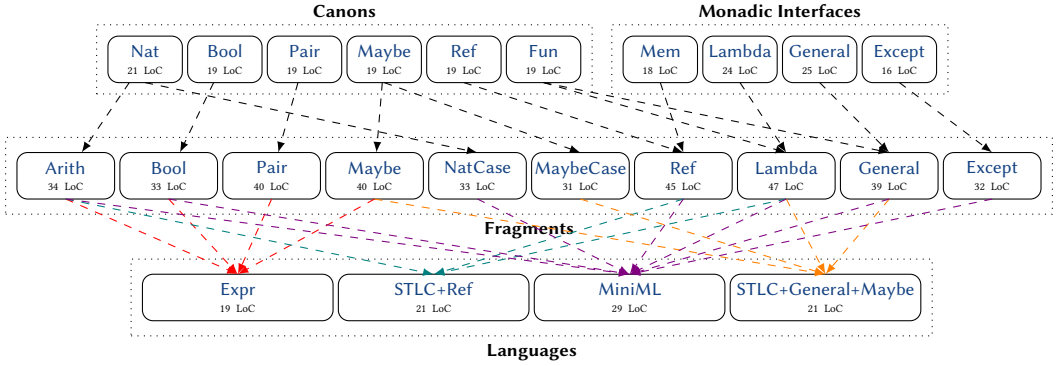 Canons Monadic Interfaces
Nat Bool Pair Maybe Ref Fun Mem Lambda General Except
21 LoC 19 LoC 19 LoC 19 LoC 19 LoC 19 LoC 18 LoC 24 LoC 25 LoC 16 LoC
Arith Bool Pair Maybe NatCase MaybeCase Ref Lambda General Except
34 LoC 33 LoC 40 LoC 40 LoC 33 LoC 31 LoC 45 LoC 47 LoC 39 LoC 32 LoC
Fragments
Expr STLC+Ref MiniML STLC+General+Maybe
19 LoC 21 LoC 29 LoC 21 LoC
Languages